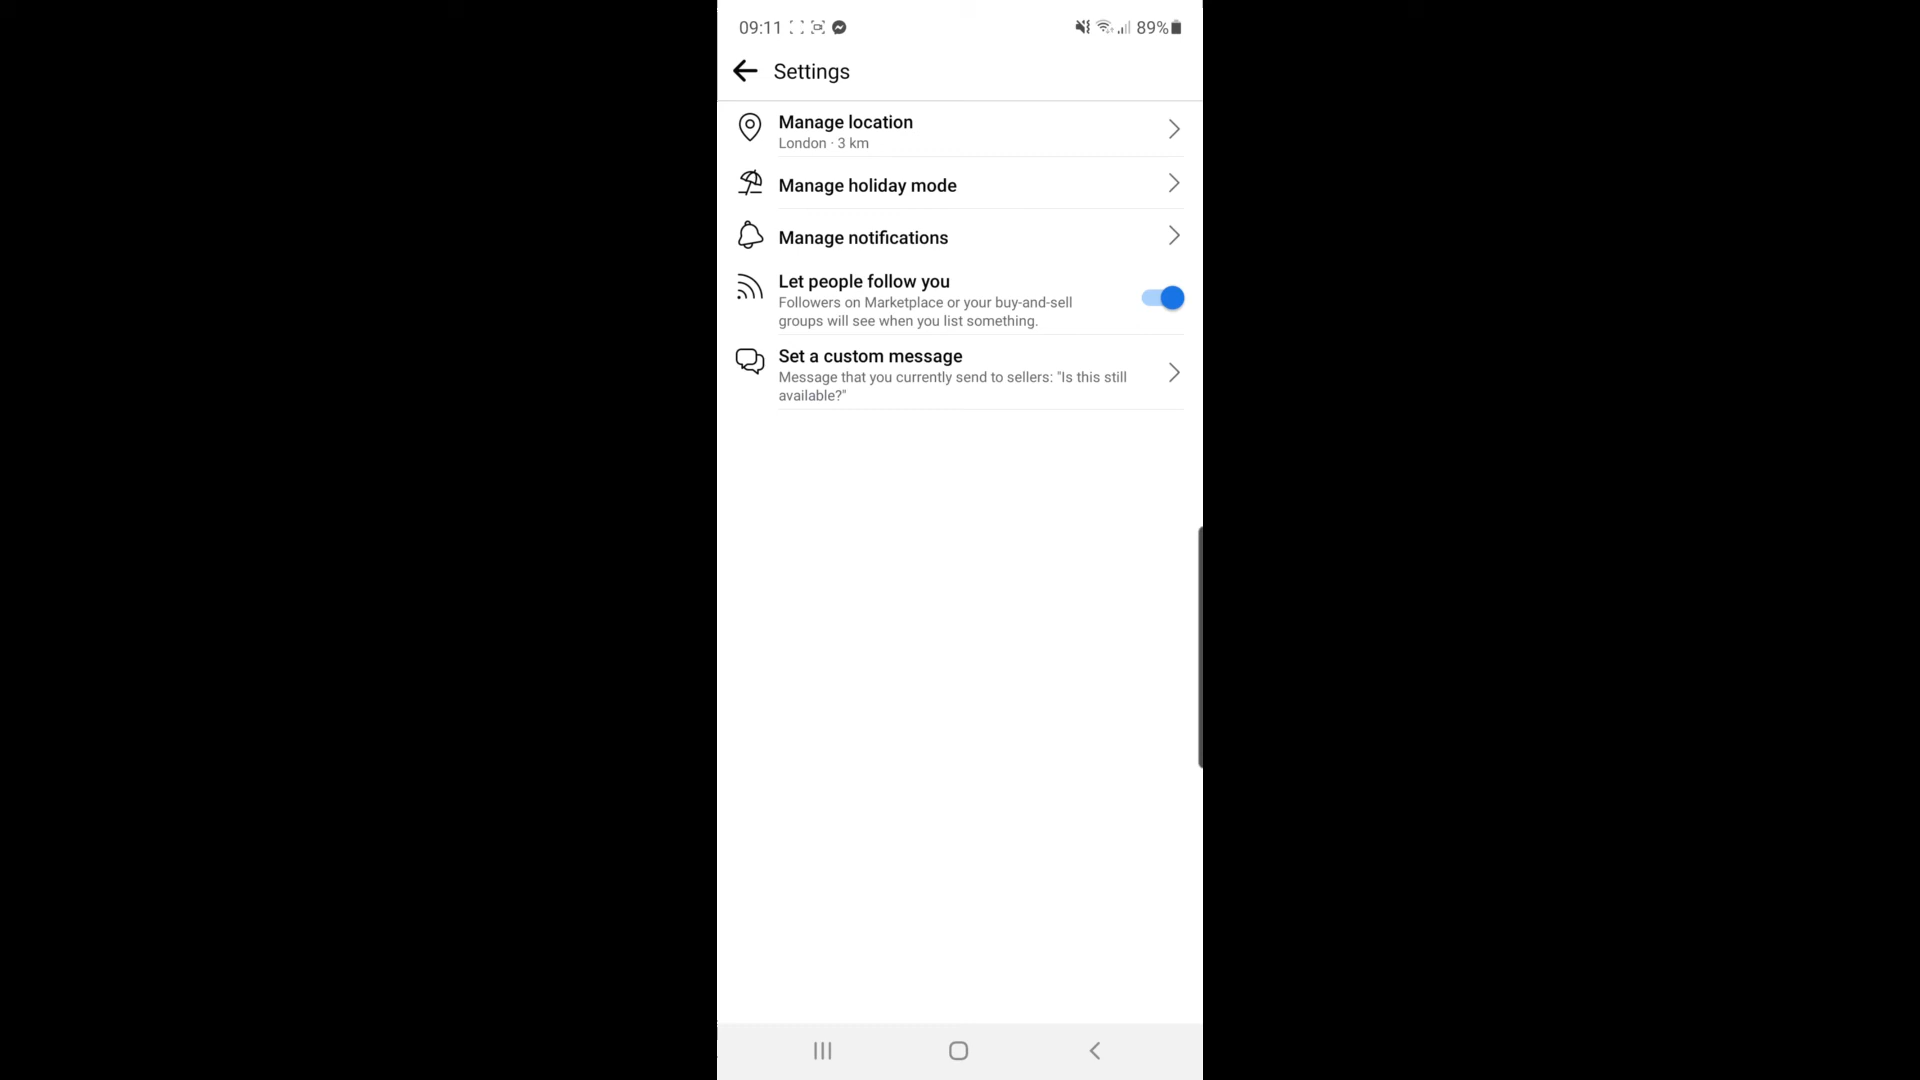 09:11 89%
Settings
Manage location
London · 3 km
Manage holiday mode
Manage notifications
Let people follow you
Followers on Marketplace or your buy-and-sell
groups will see when you list something.
Set a custom message
Message that you currently send to sellers: "Is this still
available?"